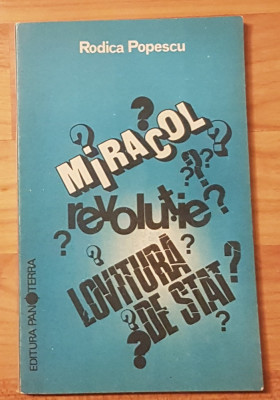 Rodica Popescu
MiRACOL
revoluție
LOVITURĂ
DE STAT
? ? ? ? ? ? ? ? ? ? ? ? ? ?
EDITURA PAN TERRA